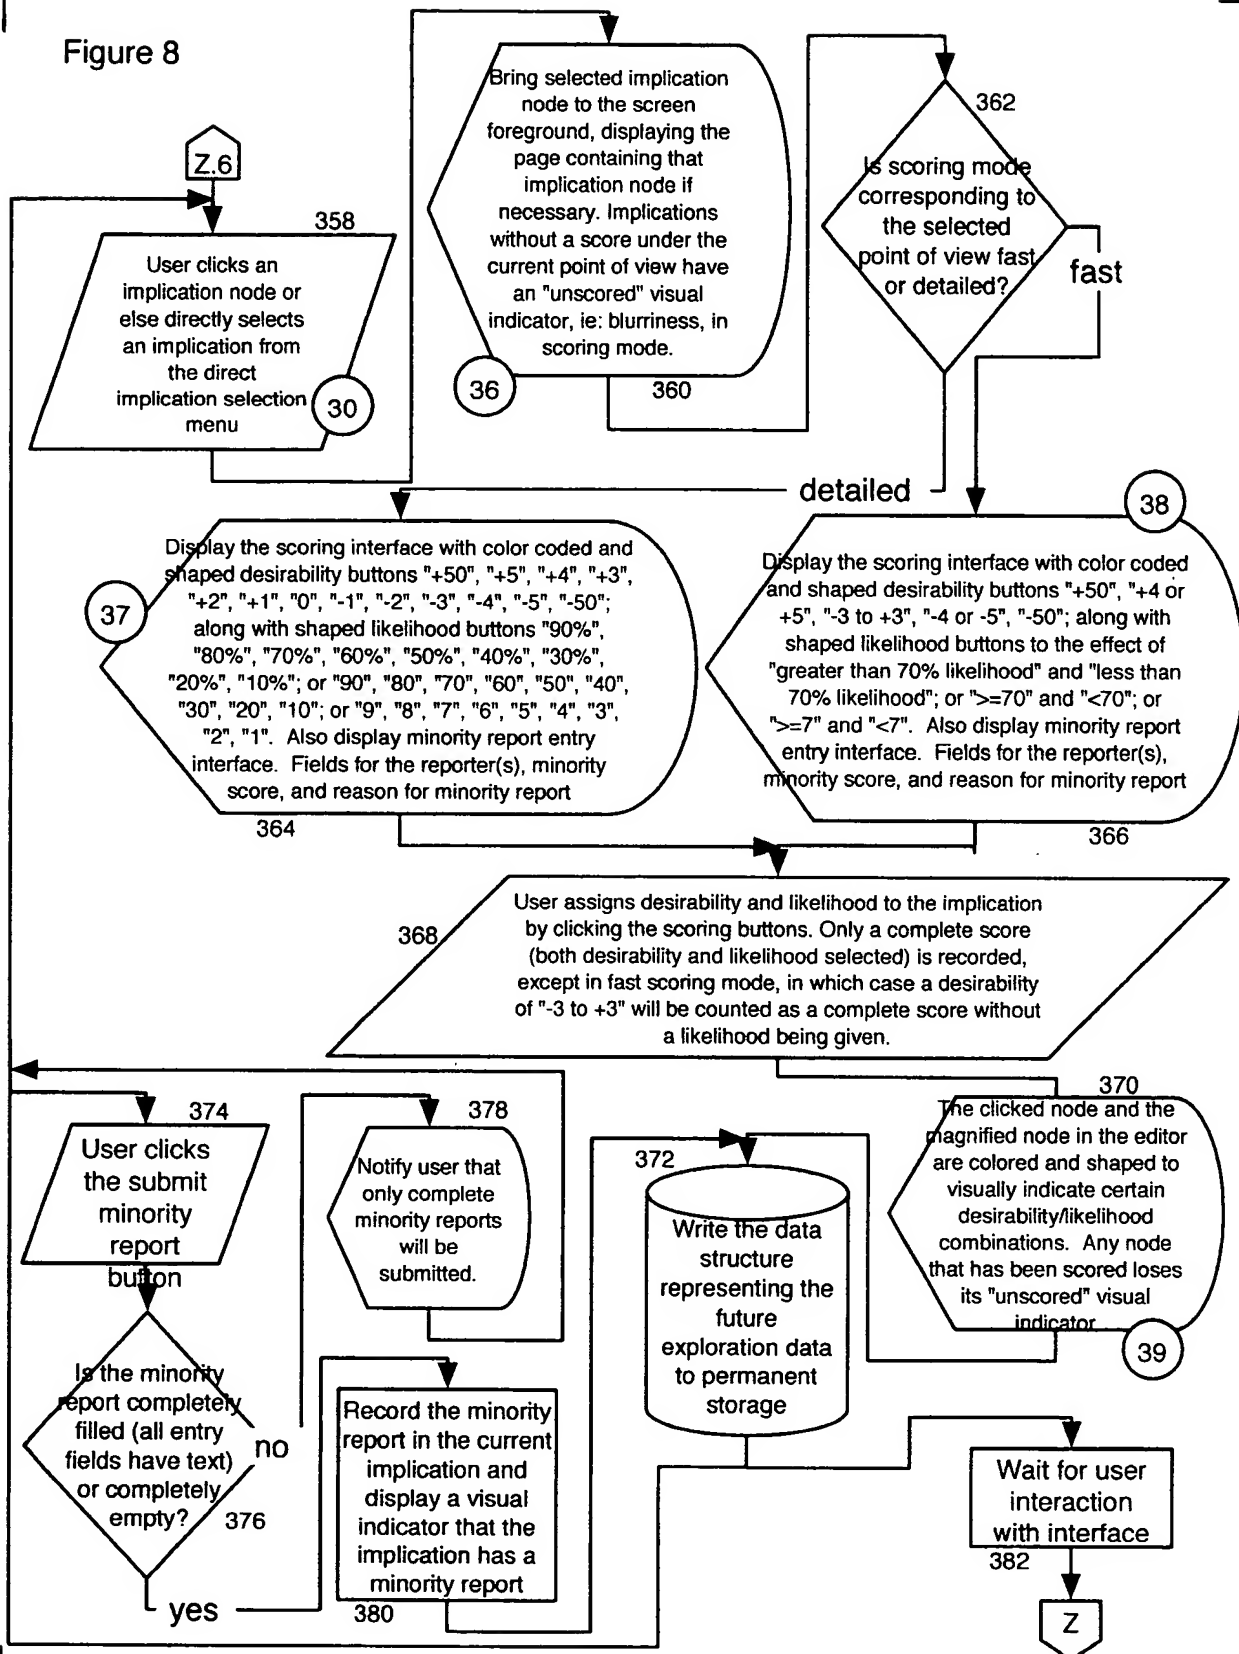 Figure 8
Z.6
358
User clicks an
implication node or
else directly selects
an implication from
the direct
implication selection
menu
30
Bring selected implication
node to the screen
foreground, displaying the
page containing that
implication node if
necessary. Implications
without a score under the
current point of view have
an "unscored" visual
indicator, ie: blurriness, in
scoring mode.
36
360
362
Is scoring mode
corresponding to
the selected
point of view fast
or detailed?
fast
detailed
37
Display the scoring interface with color coded and
shaped desirability buttons "+50", "+5", "+4", "+3",
"+2", "+1", "0", "-1", "-2", "-3", "-4", "-5", "-50";
along with shaped likelihood buttons "90%",
"80%", "70%", "60%", "50%", "40%", "30%",
"20%", "10%"; or "90", "80", "70", "60", "50", "40",
"30", "20", "10"; or "9", "8", "7", "6", "5", "4", "3",
"2", "1".  Also display minority report entry
interface.  Fields for the reporter(s), minority
score, and reason for minority report
364
38
Display the scoring interface with color coded
and shaped desirability buttons "+50", "+4 or
+5", "-3 to +3", "-4 or -5", "-50"; along with
shaped likelihood buttons to the effect of
"greater than 70% likelihood" and "less than
70% likelihood"; or ">=70" and "<70"; or
">=7" and "<7".  Also display minority report
entry interface.  Fields for the reporter(s),
minority score, and reason for minority report
366
368
User assigns desirability and likelihood to the implication
by clicking the scoring buttons. Only a complete score
(both desirability and likelihood selected) is recorded,
except in fast scoring mode, in which case a desirability
of "-3 to +3" will be counted as a complete score without
a likelihood being given.
370
The clicked node and the
magnified node in the editor
are colored and shaped to
visually indicate certain
desirability/likelihood
combinations.  Any node
that has been scored loses
its "unscored" visual
indicator
39
372
Write the data
structure
representing the
future
exploration data
to permanent
storage
374
User clicks
the submit
minority
report
button
378
Notify user that
only complete
minority reports
will be
submitted.
Is the minority
report completely
filled (all entry
fields have text)
or completely
empty?
376
no
yes
Record the minority
report in the current
implication and
display a visual
indicator that the
implication has a
minority report
380
Wait for user
interaction
with interface
382
Z